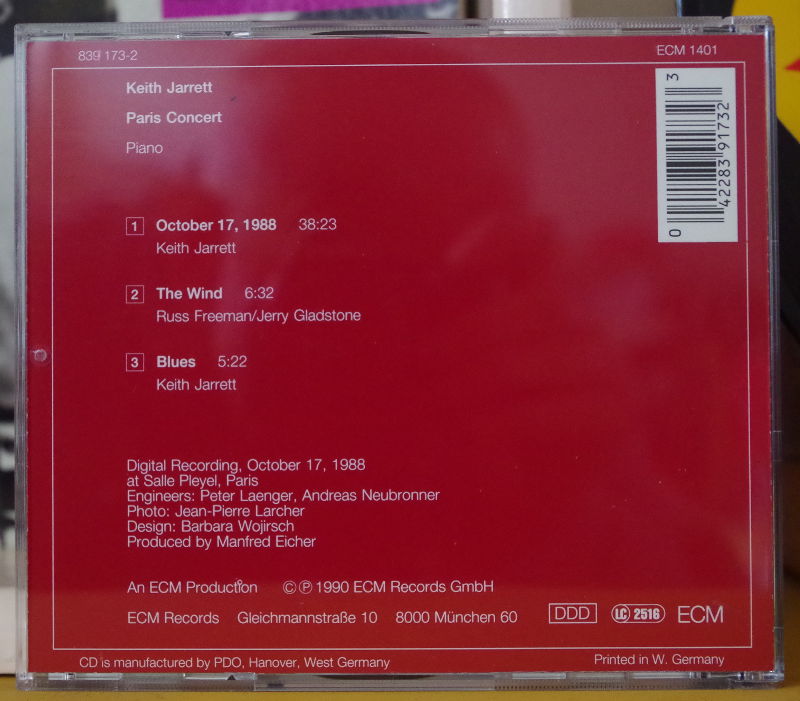 839 173-2
ECM 1401
Keith Jarrett
Paris Concert
Piano
1 October 17, 1988 38:23
Keith Jarrett
2 The Wind 6:32
Russ Freeman/Jerry Gladstone
3 Blues 5:22
Keith Jarrett
Digital Recording, October 17, 1988
at Salle Pleyel, Paris
Engineers: Peter Laenger, Andreas Neubronner
Photo: Jean-Pierre Larcher
Design: Barbara Wojirsch
Produced by Manfred Eicher
An ECM Production © ℗ 1990 ECM Records GmbH
ECM Records Gleichmannstraße 10 8000 München 60 DDD LC 2516 ECM
CD is manufactured by PDO, Hanover, West Germany
Printed in W. Germany
0 42283 91732 3